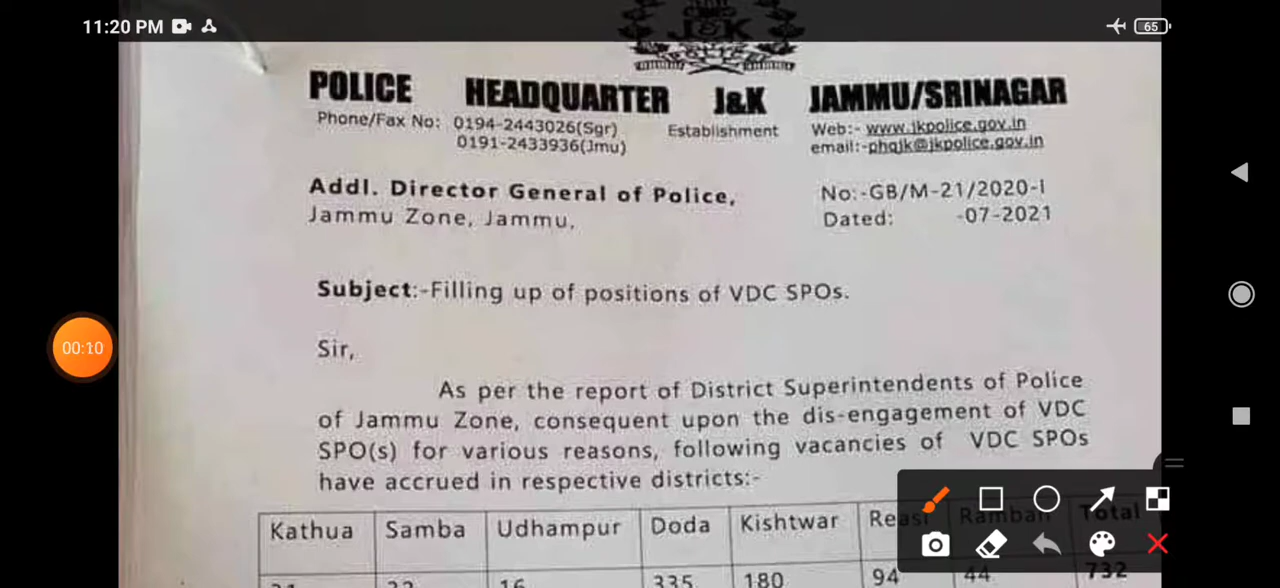 11:20 PM
65
J&K
POLICE HEADQUARTER J&K JAMMU/SRINAGAR
Phone/Fax No: 0194-2443026(Sgr) Establishment Web:- www.jkpolice.gov.in
0191-2433936(Jmu) email:-phqjk@jkpolice.gov.in
Addl. Director General of Police, No:-GB/M-21/2020-I
Jammu Zone, Jammu, Dated: -07-2021
Subject:-Filling up of positions of VDC SPOs.
Sir,
00:10
As per the report of District Superintendents of Police
of Jammu Zone, consequent upon the dis-engagement of VDC
SPO(s) for various reasons, following vacancies of VDC SPOs
have accrued in respective districts:-
Kathua Samba Udhampur Doda Kishtwar Reasi Ramban Total
16 335 180 94 44 732